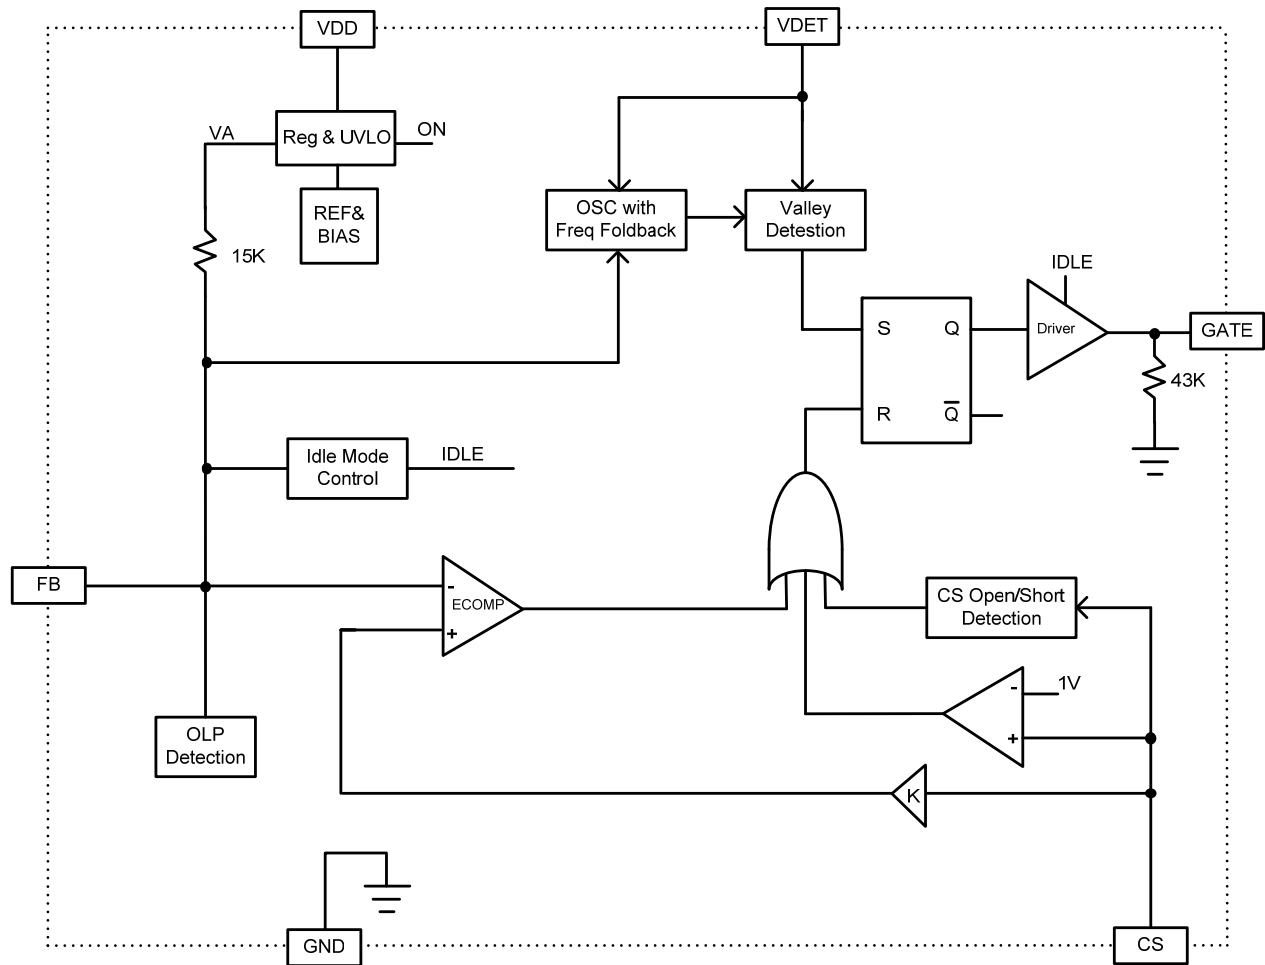 VDD
VDET
VA
Reg & UVLO
ON
REF&
BIAS
15K
OSC with
Freq Foldback
Valley
Detestion
IDLE
S
Q
Driver
GATE
43K
R
Q̅
Idle Mode
Control
IDLE
FB
-
ECOMP
+
CS Open/Short
Detection
-
1V
+
OLP
Detection
K
GND
CS